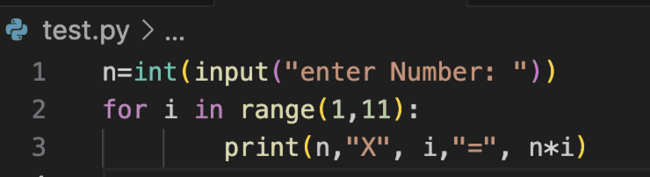 test.py > ...
1 n=int(input("enter Number: "))
2 for i in range(1,11):
3 print(n,"X", i,"=", n*i)